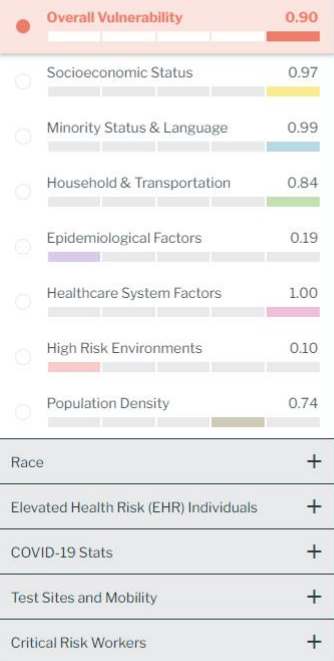 Overall Vulnerability 0.90
Socioeconomic Status 0.97
Minority Status & Language 0.99
Household & Transportation 0.84
Epidemiological Factors 0.19
Healthcare System Factors 1.00
High Risk Environments 0.10
Population Density 0.74
Race +
Elevated Health Risk (EHR) Individuals +
COVID-19 Stats +
Test Sites and Mobility +
Critical Risk Workers +